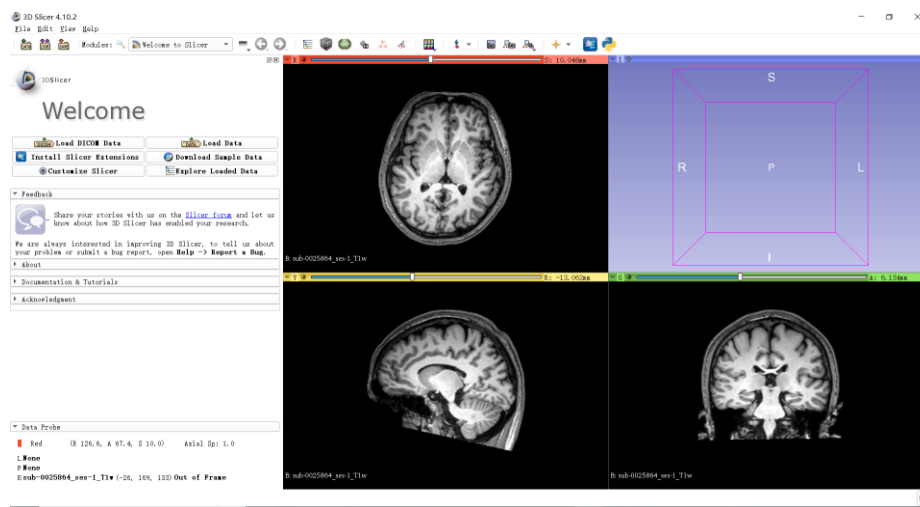 3D Slicer 4.10.2
File Edit View Help
Modules: Welcome to Slicer
3DSlicer
Welcome
Load DICOM Data
Load Data
Install Slicer Extensions
Download Sample Data
Customize Slicer
Explore Loaded Data
Feedback
Share your stories with us on the Slicer forum and let us
know about how 3D Slicer has enabled your research.
We are always interested in improving 3D Slicer, to tell us about
your problem or submit a bug report, open Help -> Report a Bug.
About
Documentation & Tutorials
Acknowledgment
Data Probe
Red (R 126.6, A 67.4, S 10.0) Axial Sp: 1.0
L None
F None
B sub-0025864_ses-1_T1w (-26, 169, 133) Out of Frame
R S: 10.048mm
B: sub-0025864_ses-1_T1w
1
S
R P L
I
Y R: -13.062mm
B: sub-0025864_ses-1_T1w
G A: 6.134mm
B: sub-0025864_ses-1_T1w